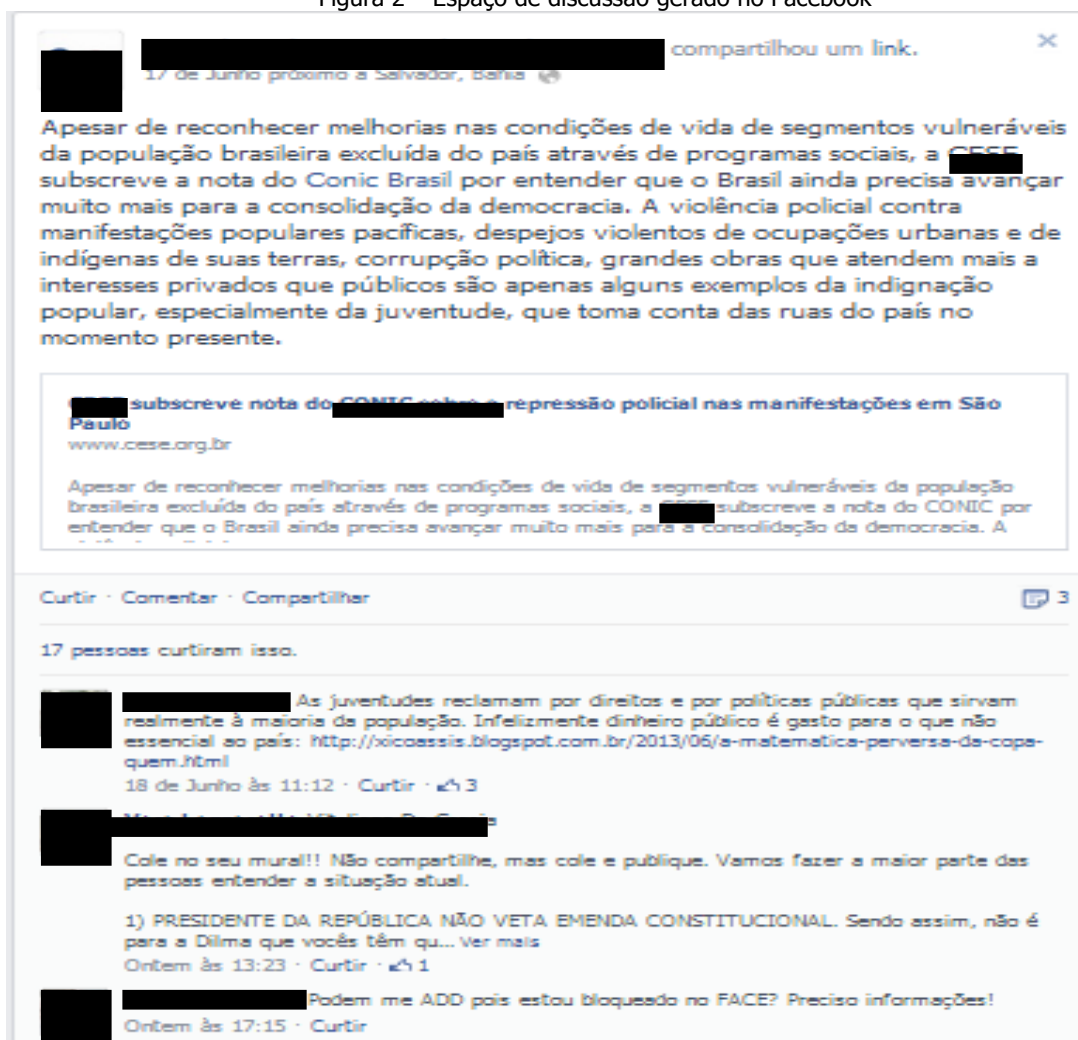 Figura 2 – Espaço de discussão gerado no Facebook
compartilhou um link.
17 de Junho próximo a Salvador, Bahia
Apesar de reconhecer melhorias nas condições de vida de segmentos vulneráveis
da população brasileira excluída do país através de programas sociais, a
subscreve a nota do Conic Brasil por entender que o Brasil ainda precisa avançar
muito mais para a consolidação da democracia. A violência policial contra
manifestações populares pacíficas, despejos violentos de ocupações urbanas e de
indígenas de suas terras, corrupção política, grandes obras que atendem mais a
interesses privados que públicos são apenas alguns exemplos da indignação
popular, especialmente da juventude, que toma conta das ruas do país no
momento presente.
subscreve nota do repressão policial nas manifestações em São
Paulo
www.cese.org.br
Apesar de reconhecer melhorias nas condições de vida de segmentos vulneráveis da população
brasileira excluída do país através de programas sociais, a subscreve a nota do CONIC por
entender que o Brasil ainda precisa avançar muito mais para a consolidação da democracia. A
Curtir · Comentar · Compartilhar 3
17 pessoas curtiram isso.
As juventudes reclamam por direitos e por políticas públicas que sirvam
realmente à maioria da população. Infelizmente dinheiro público é gasto para o que não
essencial ao país: http://xicoassis.blogspot.com.br/2013/06/a-matematica-perversa-da-copa-
quem.html
18 de Junho às 11:12 · Curtir · 3
Cole no seu mural!! Não compartilhe, mas cole e publique. Vamos fazer a maior parte das
pessoas entender a situação atual.
1) PRESIDENTE DA REPÚBLICA NÃO VETA EMENDA CONSTITUCIONAL. Sendo assim, não é
para a Dilma que vocês têm qu... Ver mais
Ontem às 13:23 · Curtir · 1
Podem me ADD pois estou bloqueado no FACE? Preciso informações!
Ontem às 17:15 · Curtir